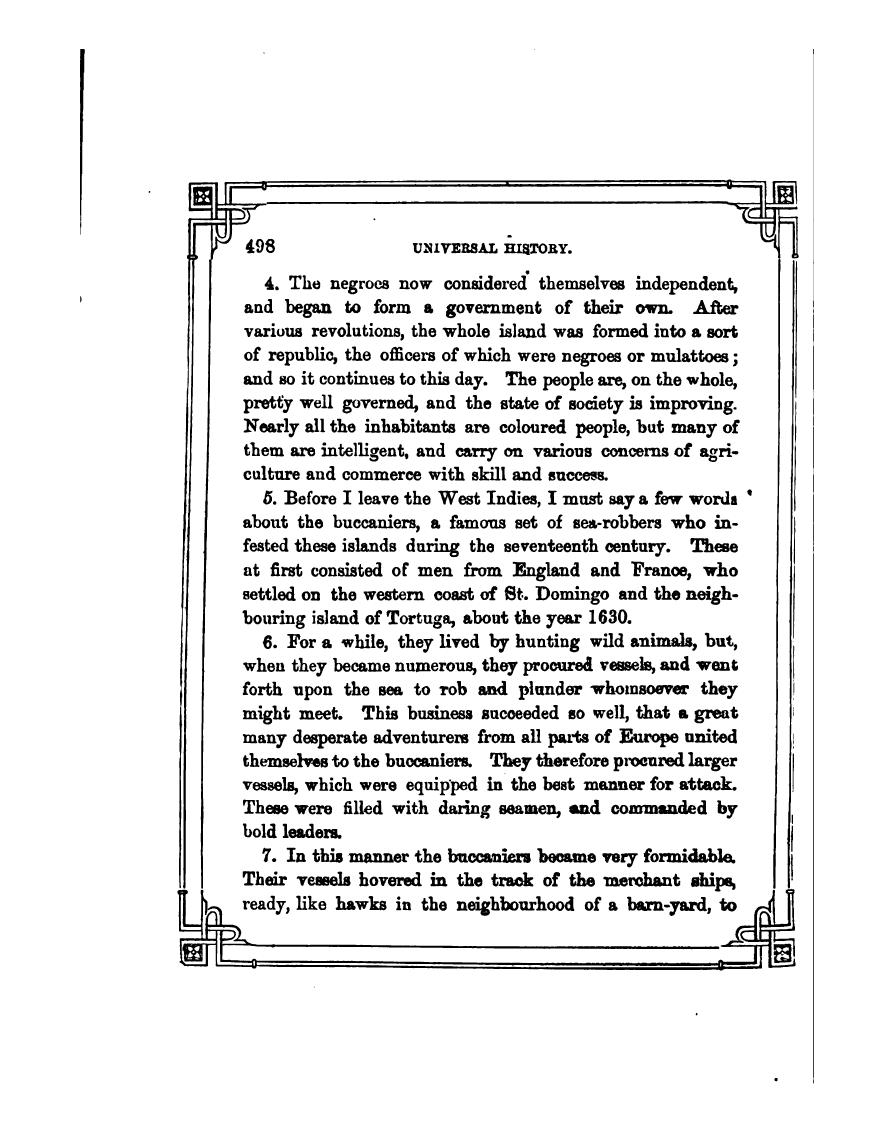 498 UNIVERSAL HISTORY.
4. The negroes now considered themselves independent,
and began to form a government of their own. After
various revolutions, the whole island was formed into a sort
of republic, the officers of which were negroes or mulattoes;
and so it continues to this day. The people are, on the whole,
pretty well governed, and the state of society is improving.
Nearly all the inhabitants are coloured people, but many of
them are intelligent, and carry on various concerns of agri-
culture and commerce with skill and success.
5. Before I leave the West Indies, I must say a few words
about the buccaniers, a famous set of sea-robbers who in-
fested these islands during the seventeenth century. These
at first consisted of men from England and France, who
settled on the western coast of St. Domingo and the neigh-
bouring island of Tortuga, about the year 1630.
6. For a while, they lived by hunting wild animals, but,
when they became numerous, they procured vessels, and went
forth upon the sea to rob and plunder whomsoever they
might meet. This business succeeded so well, that a great
many desperate adventurers from all parts of Europe united
themselves to the buccaniers. They therefore procured larger
vessels, which were equipped in the best manner for attack.
These were filled with daring seamen, and commanded by
bold leaders.
7. In this manner the buccaniers became very formidable.
Their vessels hovered in the track of the merchant ships,
ready, like hawks in the neighbourhood of a barn-yard, to